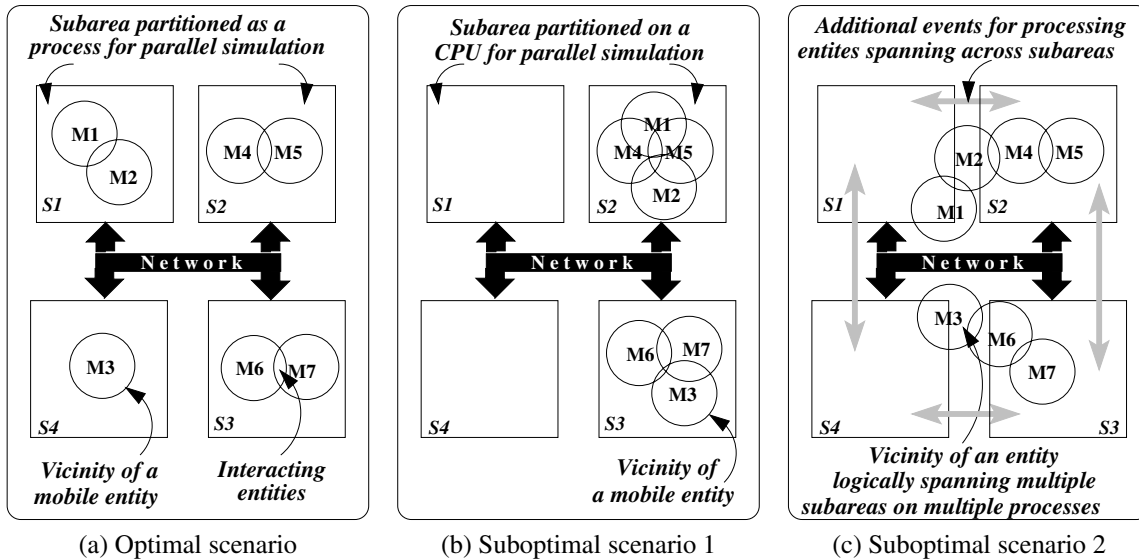 Subarea partitioned as a
process for parallel simulation
M1
M2
S1
M4
M5
S2
Network
M3
S4
M6
M7
S3
Vicinity of a
mobile entity
Interacting
entities
(a) Optimal scenario
Subarea partitioned on a
CPU for parallel simulation
S1
M1
M4
M5
M2
S2
Network
S4
M6
M7
M3
S3
Vicinity of
a mobile entity
(b) Suboptimal scenario 1
Additional events for processing
entites spanning across subareas
S1
M2
M4
M5
M1
S2
Network
M3
M6
M7
S4
S3
Vicinity of an entity
logically spanning multiple
subareas on multiple processes
(c) Suboptimal scenario 2